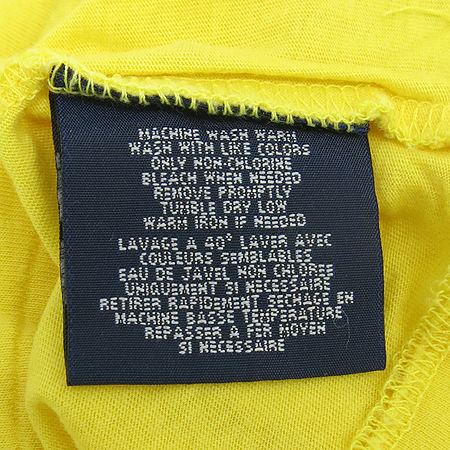 MACHINE WASH WARM
WASH WITH LIKE COLORS
ONLY NON-CHLORINE
BLEACH WHEN NEEDED
REMOVE PROMPTLY
TUMBLE DRY LOW
WARM IRON IF NEEDED
LAVAGE A 40° LAVER AVEC
COULEURS SEMBLABLES
EAU DE JAVEL NON CHLOREE
UNIQUEMENT SI NECESSAIRE
RETIRER RAPIDEMENT SECHAGE EN
MACHINE BASSE TEMPERATURE
REPASSER A FER MOYEN
SI NECESSAIRE